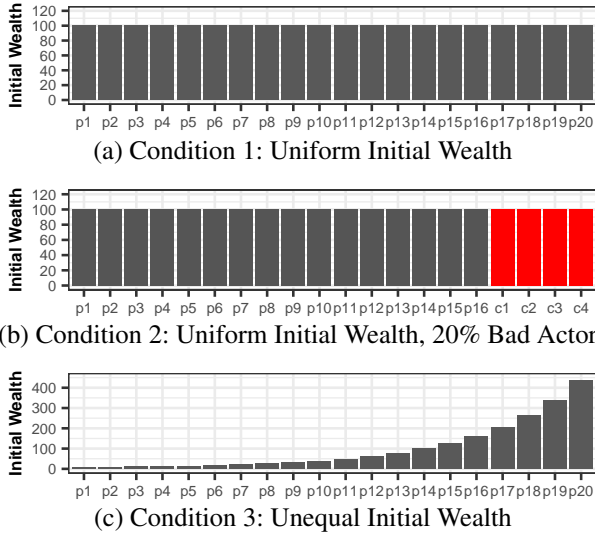 Initial Wealth
120
100
80
60
40
20
0
p1 p2 p3 p4 p5 p6 p7 p8 p9 p10 p11 p12 p13 p14 p15 p16 p17 p18 p19 p20
(a) Condition 1: Uniform Initial Wealth
Initial Wealth
120
100
80
60
40
20
0
p1 p2 p3 p4 p5 p6 p7 p8 p9 p10 p11 p12 p13 p14 p15 p16 c1 c2 c3 c4
(b) Condition 2: Uniform Initial Wealth, 20% Bad Actor
Initial Wealth
400
300
200
100
0
p1 p2 p3 p4 p5 p6 p7 p8 p9 p10 p11 p12 p13 p14 p15 p16 p17 p18 p19 p20
(c) Condition 3: Unequal Initial Wealth